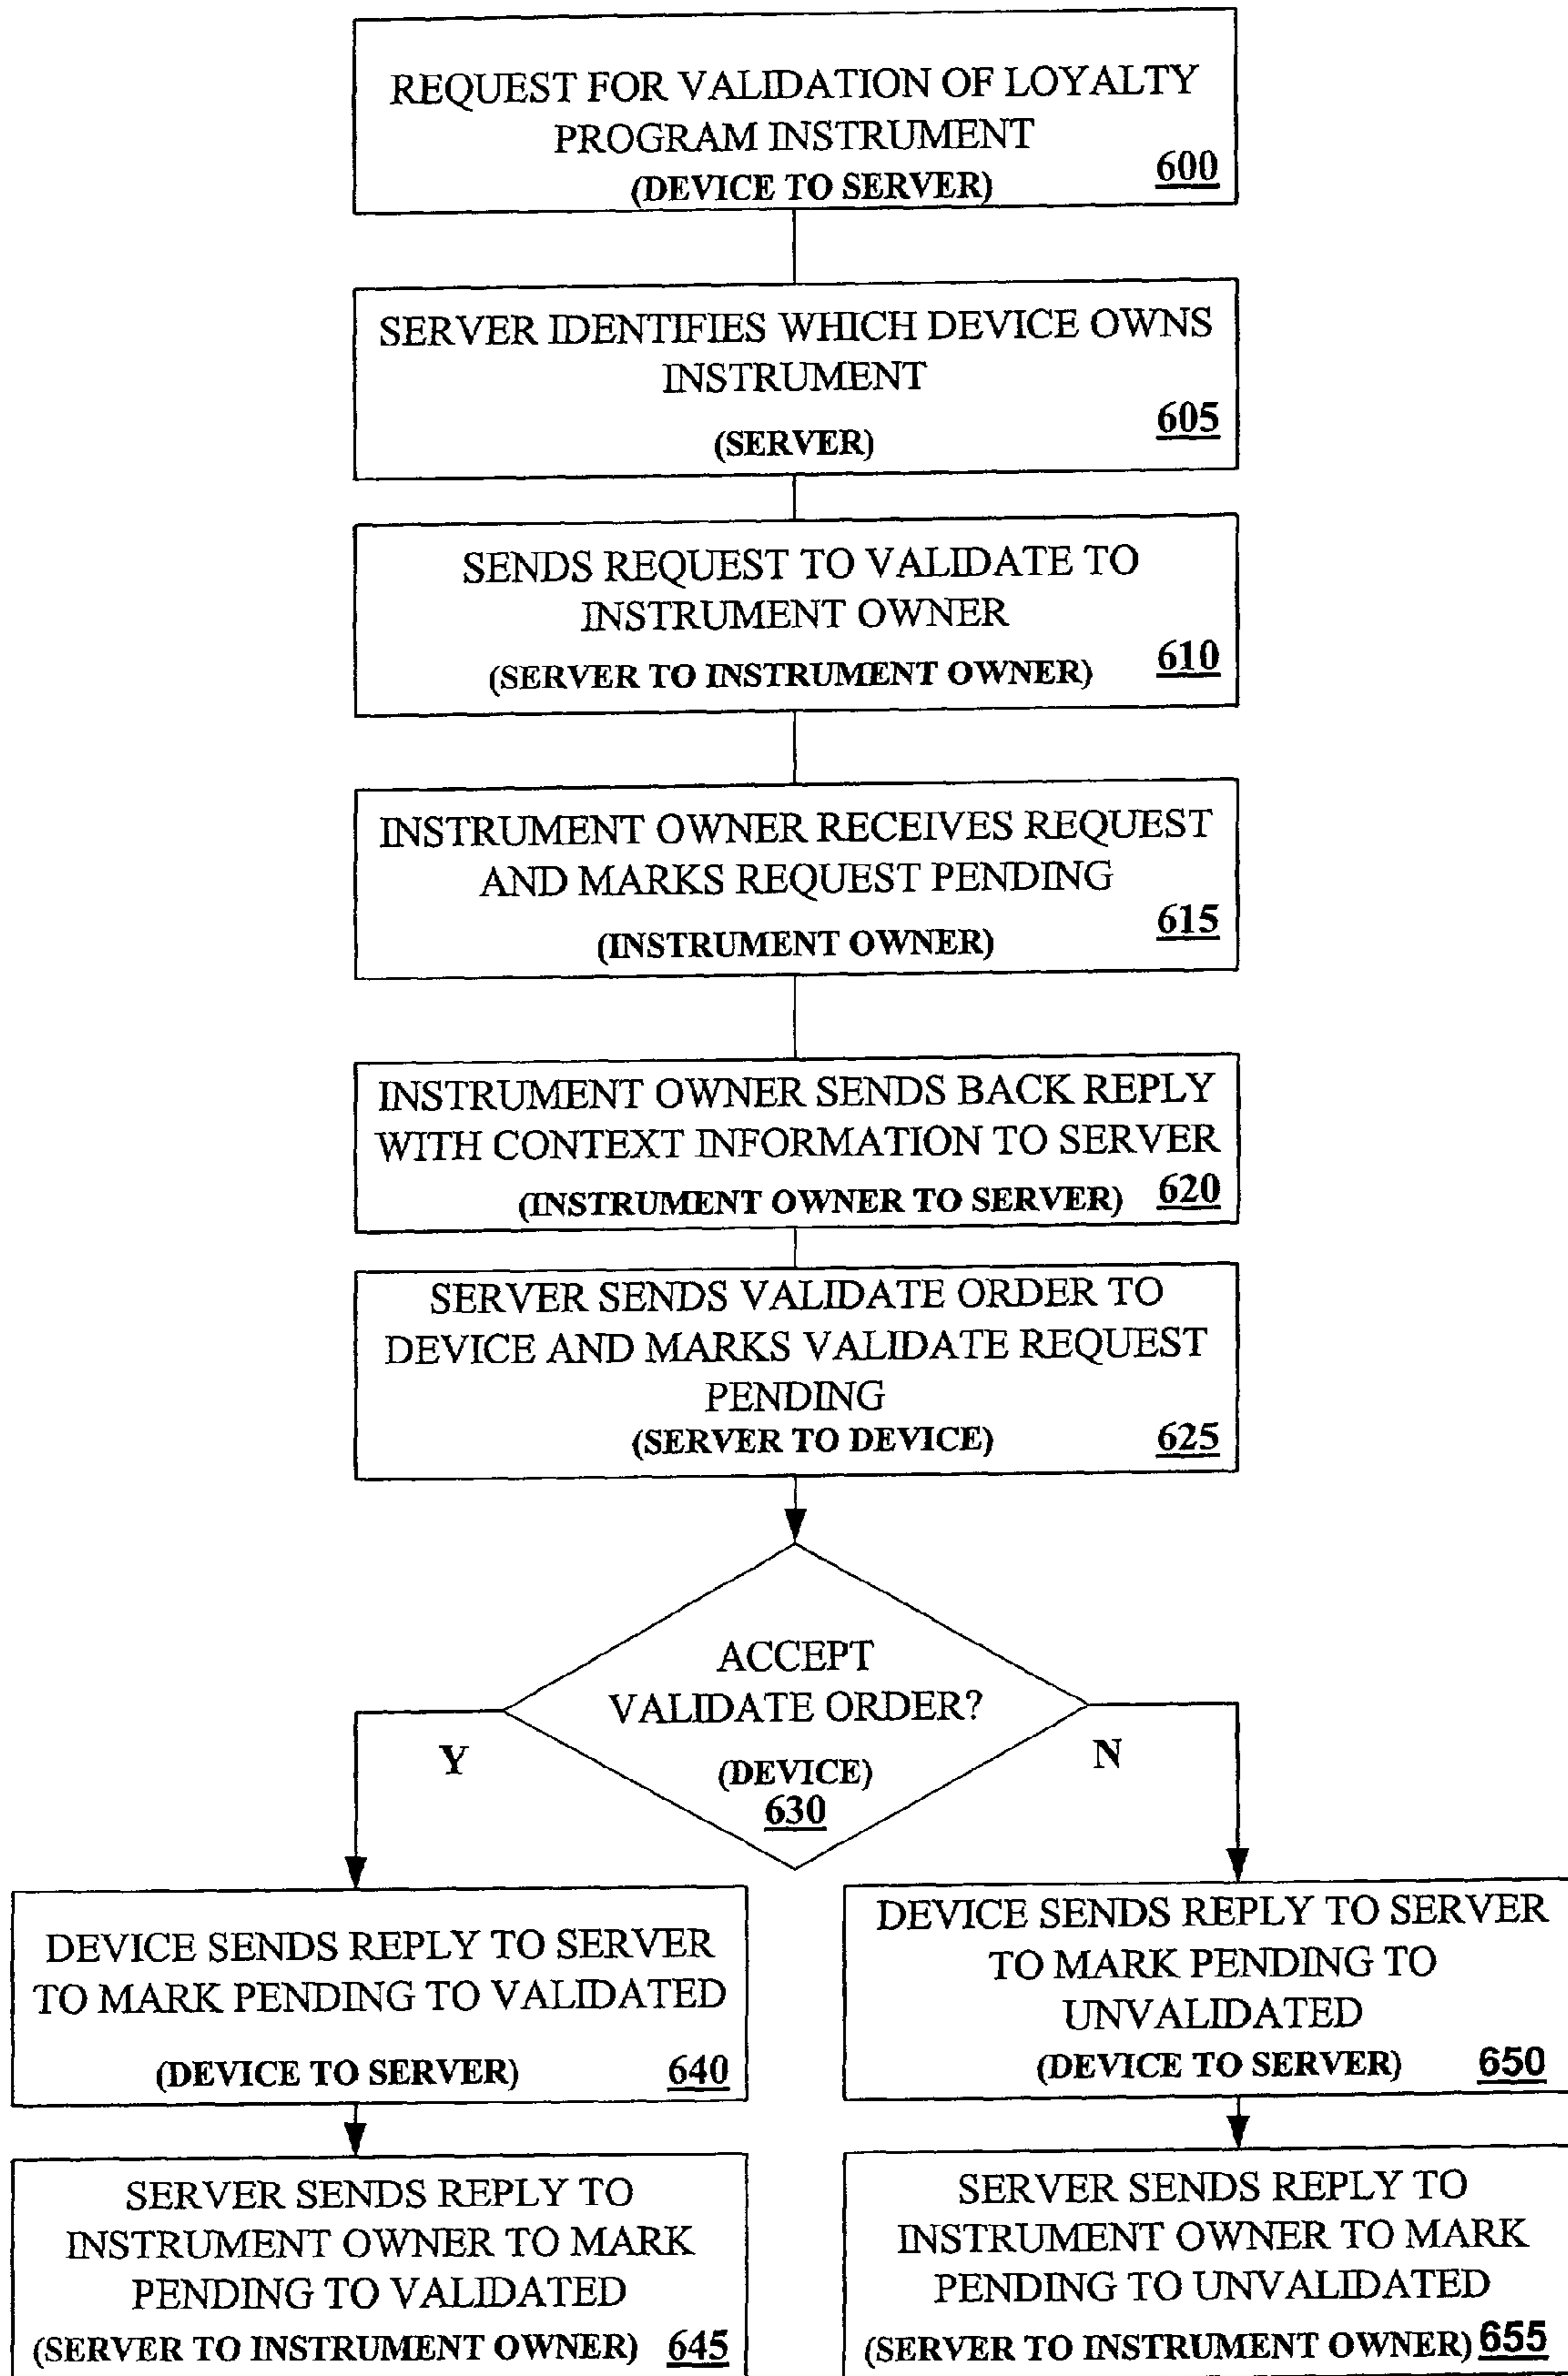 REQUEST FOR VALIDATION OF LOYALTY
PROGRAM INSTRUMENT
(DEVICE TO SERVER)
600
SERVER IDENTIFIES WHICH DEVICE OWNS
INSTRUMENT
(SERVER)
605
SENDS REQUEST TO VALIDATE TO
INSTRUMENT OWNER
(SERVER TO INSTRUMENT OWNER)
610
INSTRUMENT OWNER RECEIVES REQUEST
AND MARKS REQUEST PENDING
(INSTRUMENT OWNER)
615
INSTRUMENT OWNER SENDS BACK REPLY
WITH CONTEXT INFORMATION TO SERVER
(INSTRUMENT OWNER TO SERVER) 620
SERVER SENDS VALIDATE ORDER TO
DEVICE AND MARKS VALIDATE REQUEST
PENDING
(SERVER TO DEVICE)
625
ACCEPT
VALIDATE ORDER?
(DEVICE)
630
Y
N
DEVICE SENDS REPLY TO SERVER
TO MARK PENDING TO VALIDATED
(DEVICE TO SERVER)
640
DEVICE SENDS REPLY TO SERVER
TO MARK PENDING TO
UNVALIDATED
(DEVICE TO SERVER)
650
SERVER SENDS REPLY TO
INSTRUMENT OWNER TO MARK
PENDING TO VALIDATED
(SERVER TO INSTRUMENT OWNER) 645
SERVER SENDS REPLY TO
INSTRUMENT OWNER TO MARK
PENDING TO UNVALIDATED
(SERVER TO INSTRUMENT OWNER) 655